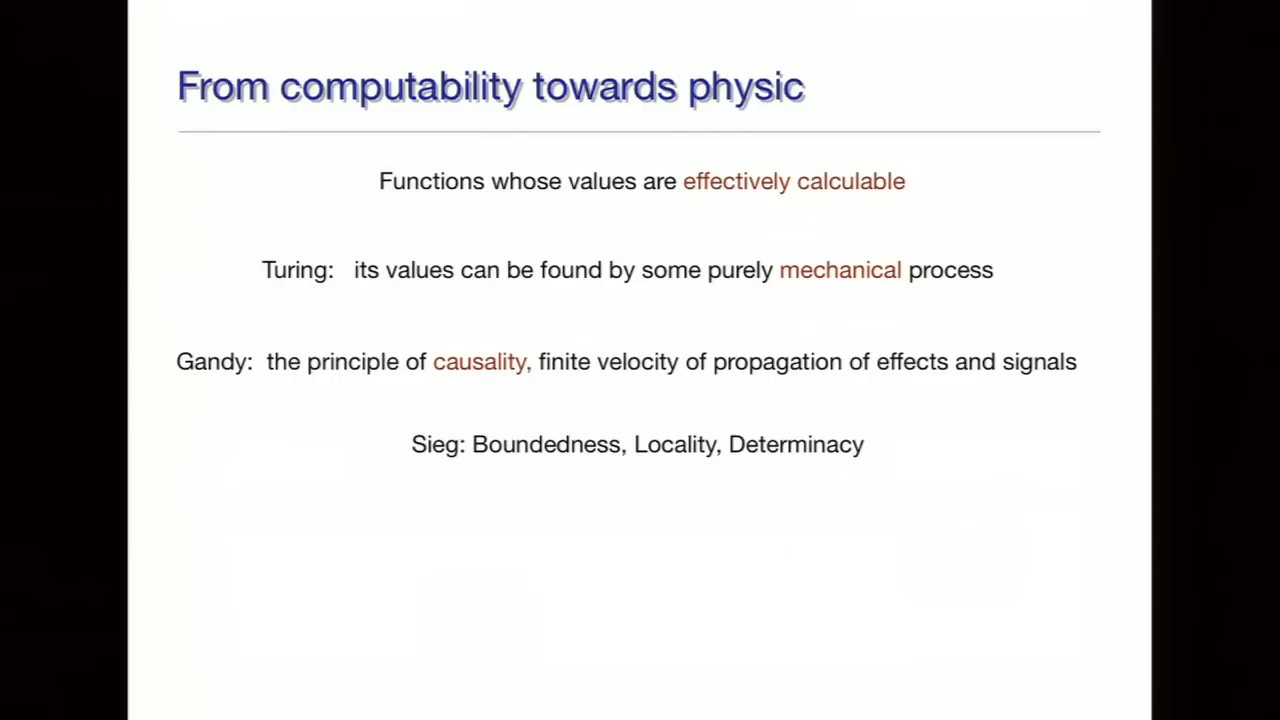 From computability towards physic
Functions whose values are effectively calculable
Turing: its values can be found by some purely mechanical process
Gandy: the principle of causality, finite velocity of propagation of effects and signals
Sieg: Boundedness, Locality, Determinacy